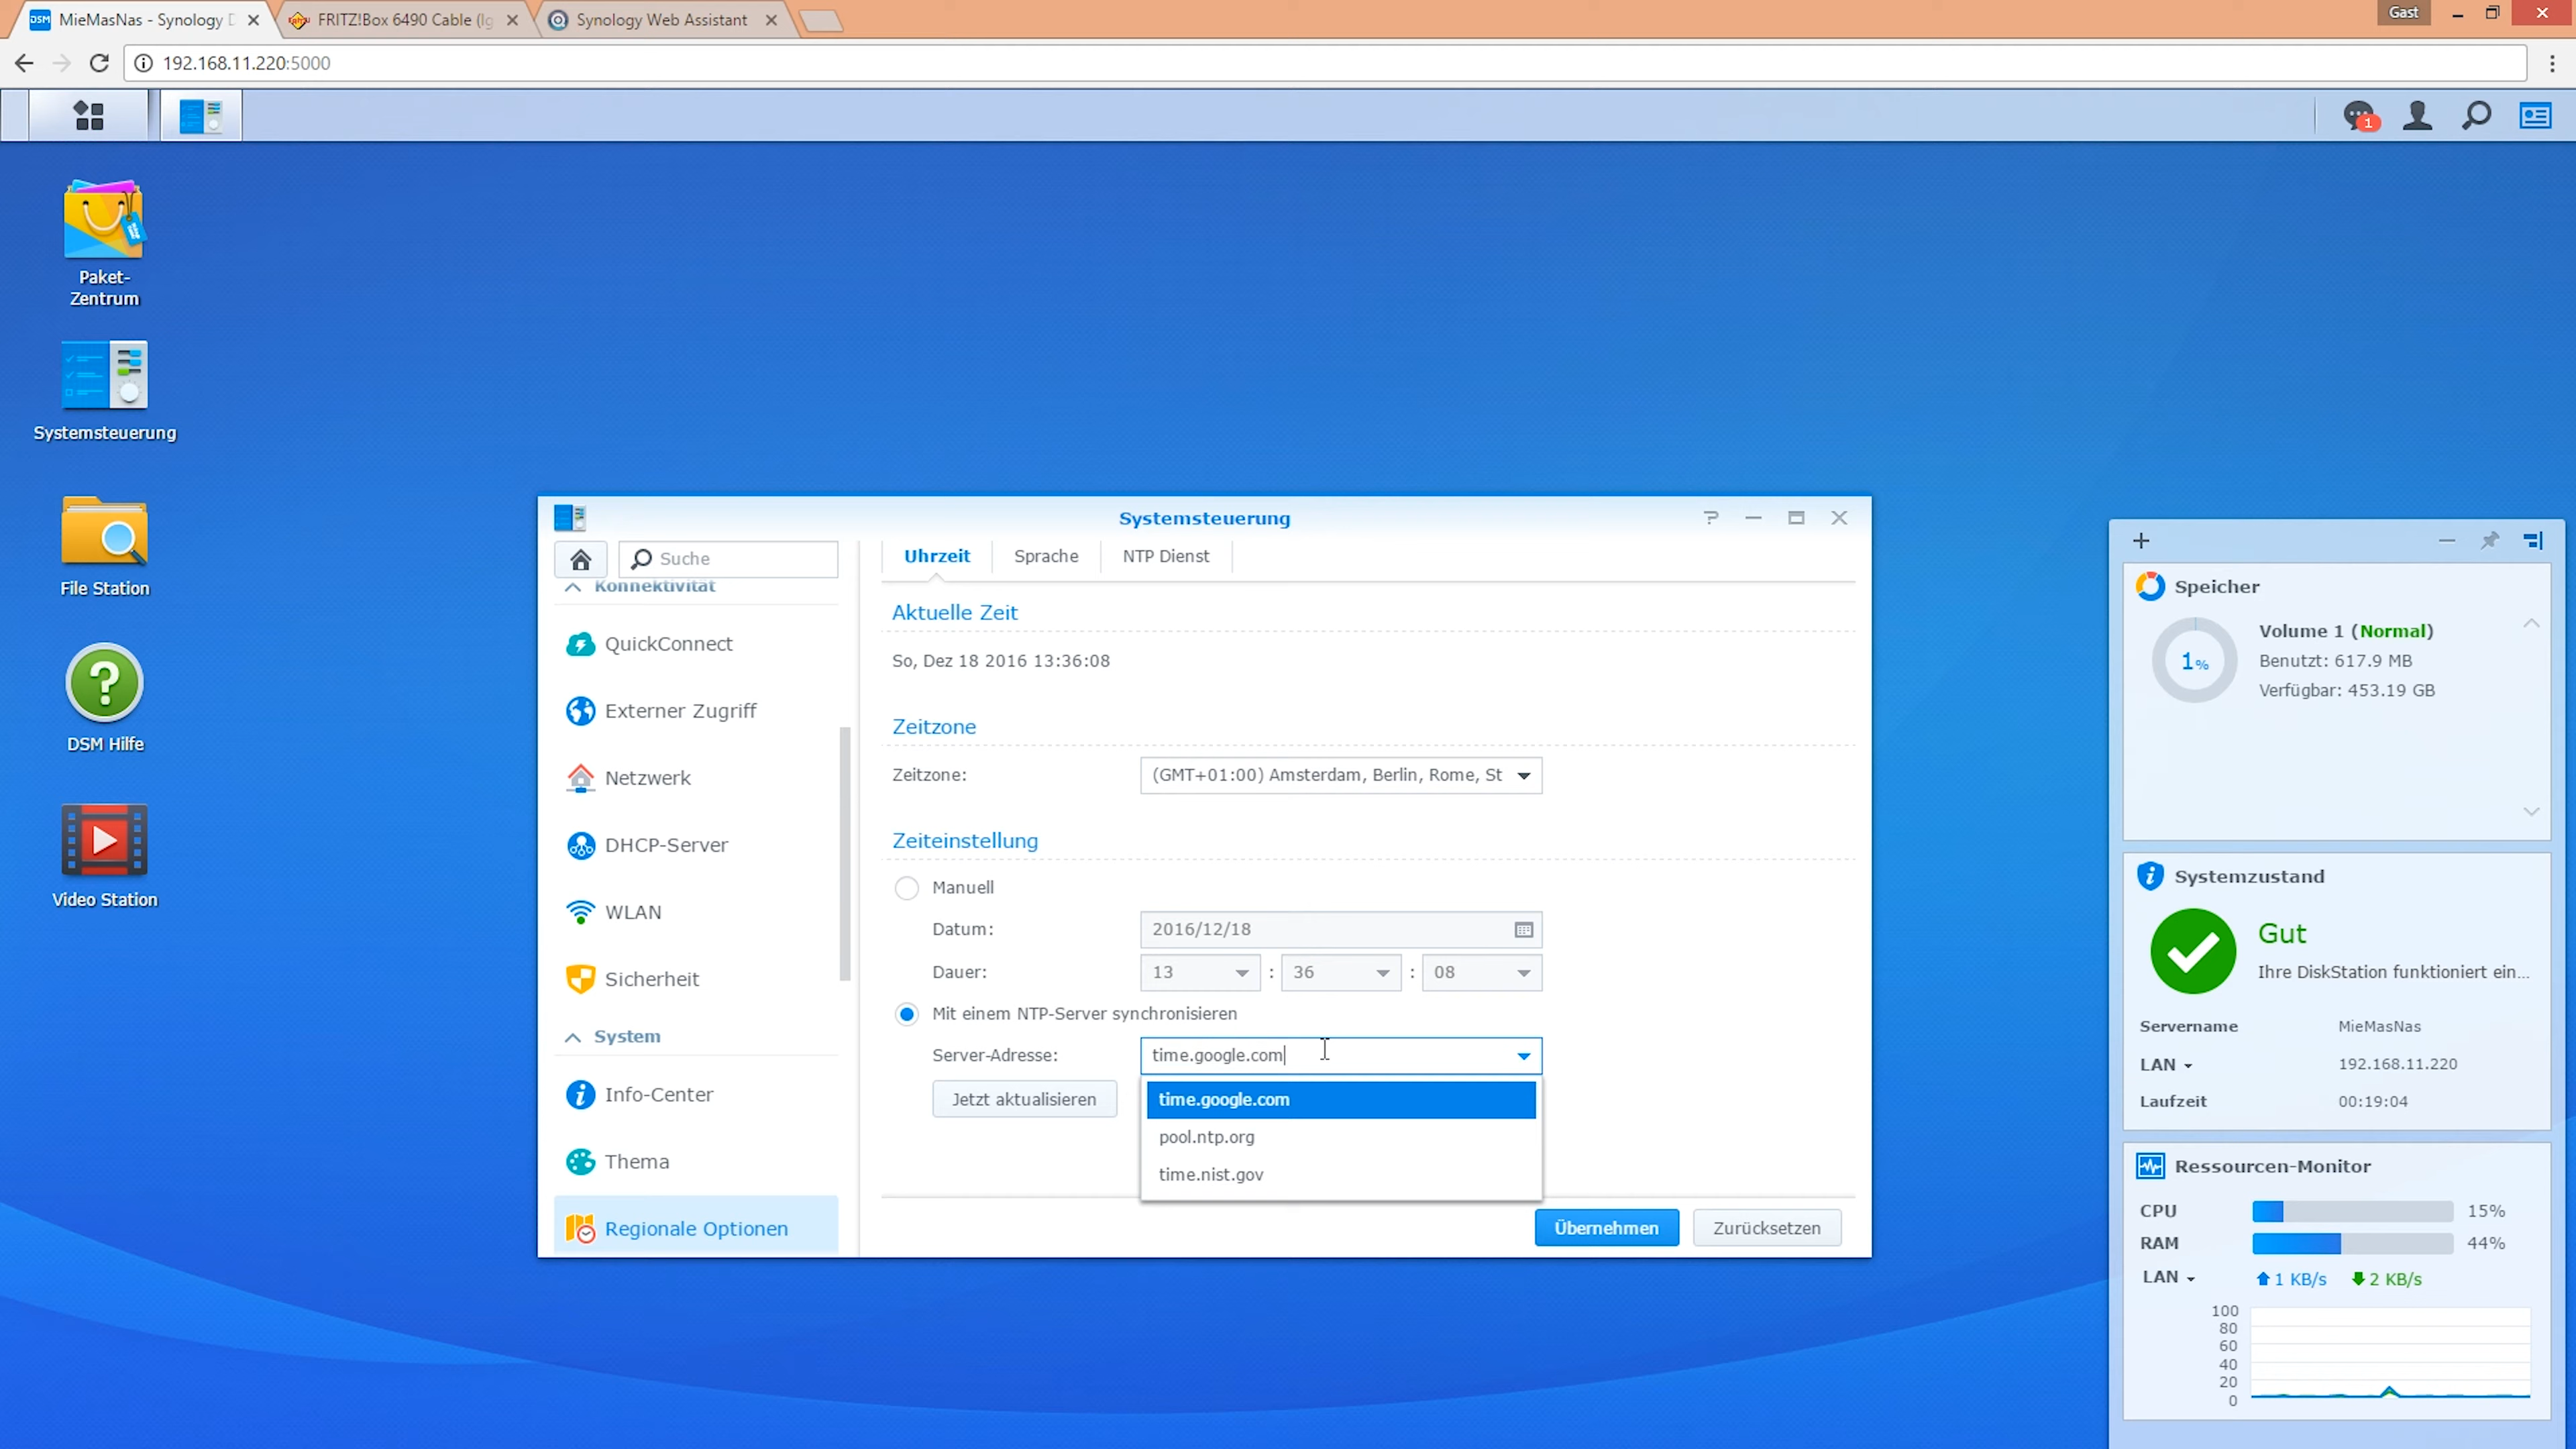 DSM MieMasNas - Synology D
FRITZ!Box 6490 Cable (lg
Synology Web Assistant
Gast
192.168.11.220:5000
1
Paket-
Zentrum
Systemsteuerung
File Station
DSM Hilfe
Video Station
Systemsteuerung
Suche
Konnektivität
QuickConnect
Externer Zugriff
Netzwerk
DHCP-Server
WLAN
Sicherheit
System
Info-Center
Thema
Regionale Optionen
Uhrzeit
Sprache
NTP Dienst
Aktuelle Zeit
So, Dez 18 2016 13:36:08
Zeitzone
Zeitzone: (GMT+01:00) Amsterdam, Berlin, Rome, St
Zeiteinstellung
Manuell
Datum: 2016/12/18
Dauer: 13 : 36 : 08
Mit einem NTP-Server synchronisieren
Server-Adresse: time.google.com
Jetzt aktualisieren
time.google.com
pool.ntp.org
time.nist.gov
Übernehmen
Zurücksetzen
Speicher
1%
Volume 1 (Normal)
Benutzt: 617.9 MB
Verfügbar: 453.19 GB
Systemzustand
Gut
Ihre DiskStation funktioniert ein...
Servername MieMasNas
LAN 192.168.11.220
Laufzeit 00:19:04
Ressourcen-Monitor
CPU 15%
RAM 44%
LAN 1 KB/s 2 KB/s
100
80
60
40
20
0